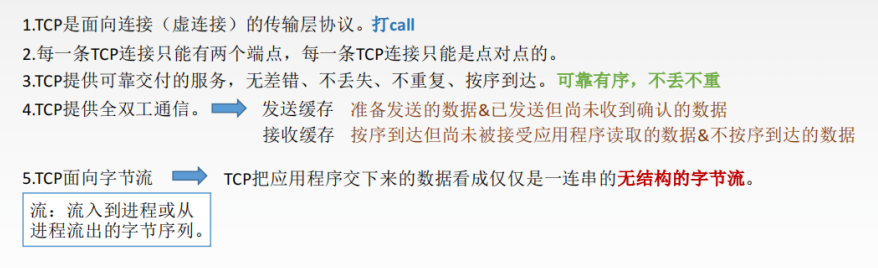 1.TCP是面向连接（虚连接）的传输层协议。打call
2.每一条TCP连接只能有两个端点，每一条TCP连接只能是点对点的。
3.TCP提供可靠交付的服务，无差错、不丢失、不重复、按序到达。可靠有序，不丢不重
4.TCP提供全双工通信。 发送缓存 准备发送的数据&已发送但尚未收到确认的数据
接收缓存 按序到达但尚未被接受应用程序读取的数据&不按序到达的数据
5.TCP面向字节流 TCP把应用程序交下来的数据看成仅仅是一连串的无结构的字节流。
流：流入到进程或从
进程流出的字节序列。